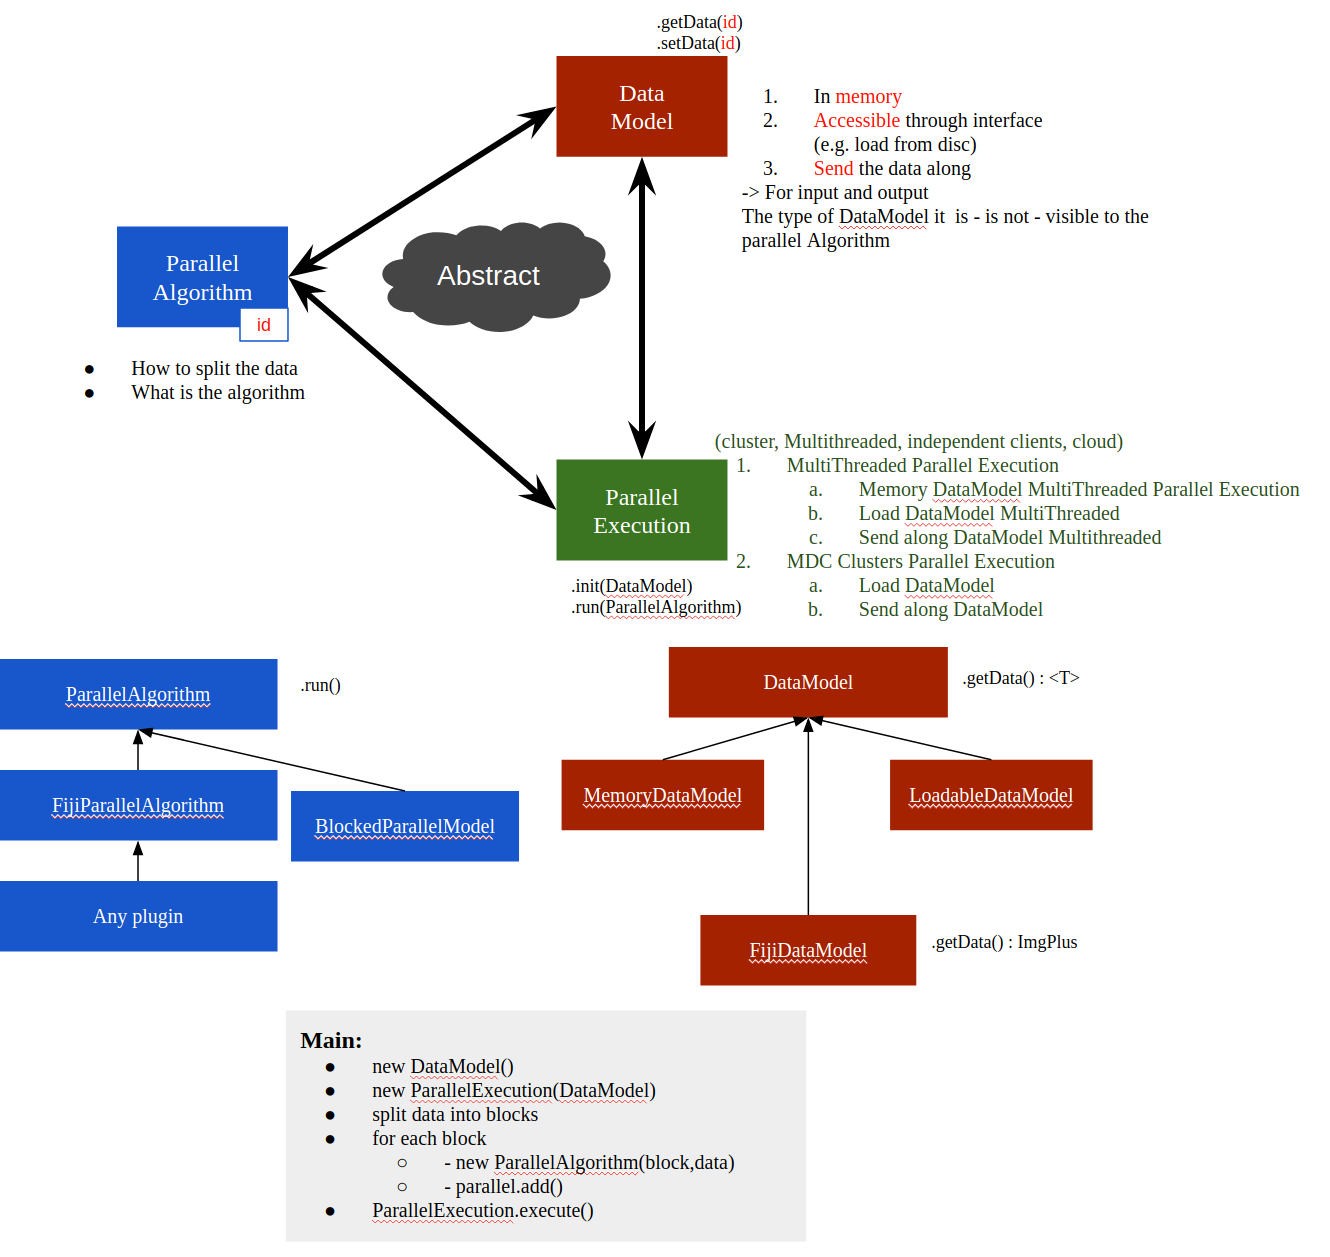 .getData(id)
.setData(id)
Data
Model
1. In memory
2. Accessible through interface
(e.g. load from disc)
3. Send the data along
-> For input and output
The type of DataModel it  is - is not - visible to the
parallel Algorithm
Parallel
Algorithm
id
Abstract
● How to split the data
● What is the algorithm
(cluster, Multithreaded, independent clients, cloud)
1. MultiThreaded Parallel Execution
a. Memory DataModel MultiThreaded Parallel Execution
b. Load DataModel MultiThreaded
c. Send along DataModel Multithreaded
2. MDC Clusters Parallel Execution
a. Load DataModel
b. Send along DataModel
Parallel
Execution
.init(DataModel)
.run(ParallelAlgorithm)
ParallelAlgorithm
.run()
FijiParallelAlgorithm
BlockedParallelModel
Any plugin
DataModel
.getData() : <T>
MemoryDataModel
LoadableDataModel
FijiDataModel
.getData() : ImgPlus
Main:
● new DataModel()
● new ParallelExecution(DataModel)
● split data into blocks
● for each block
○ - new ParallelAlgorithm(block,data)
○ - parallel.add()
● ParallelExecution.execute()